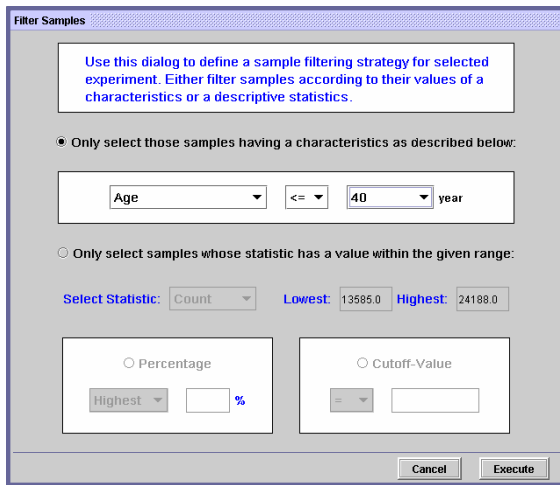 Filter Samples
Use this dialog to define a sample filtering strategy for selected
experiment. Either filter samples according to their values of a
characteristics or a descriptive statistics.
Only select those samples having a characteristics as described below:
Age <= 40 year
Only select samples whose statistic has a value within the given range:
Select Statistic: Count Lowest: 13585.0 Highest: 24188.0
Percentage Cutoff-Value
Highest % =
Cancel Execute